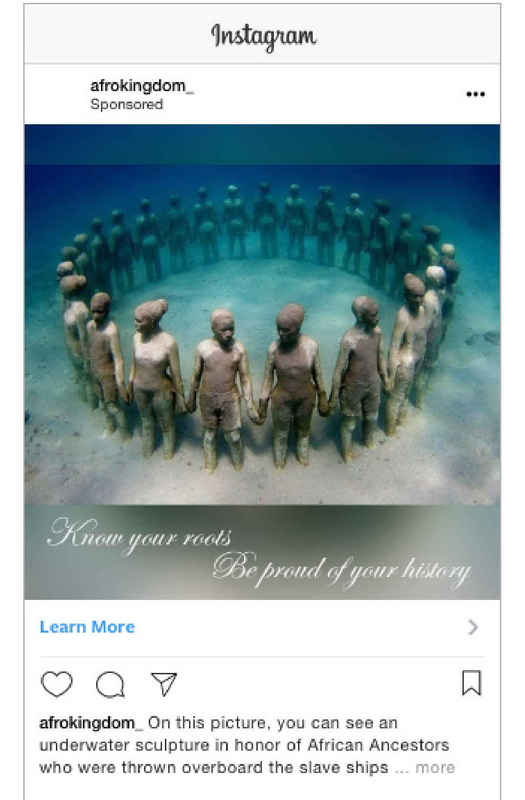 Instagram
afrokingdom_
Sponsored
Know your roots
Be proud of your history
Learn More
afrokingdom_ On this picture, you can see an
underwater sculpture in honor of African Ancestors
who were thrown overboard the slave ships ... more